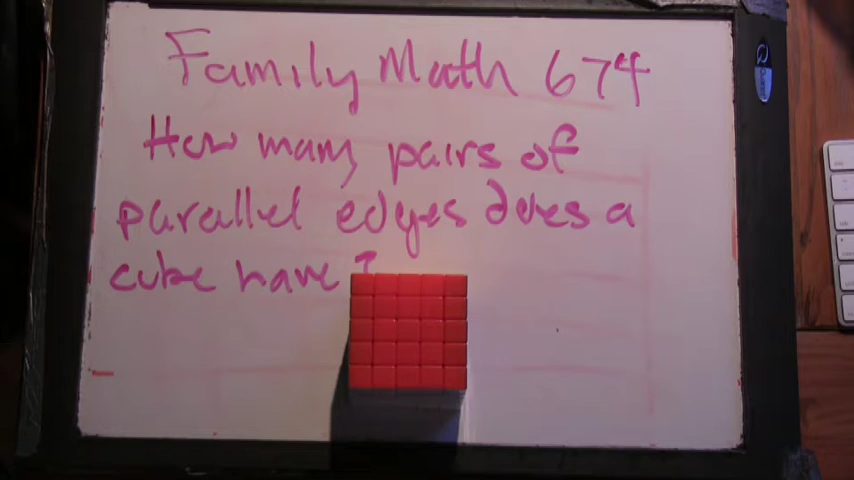 Family Math 674
How many pairs of
parallel edges does a
cube have?